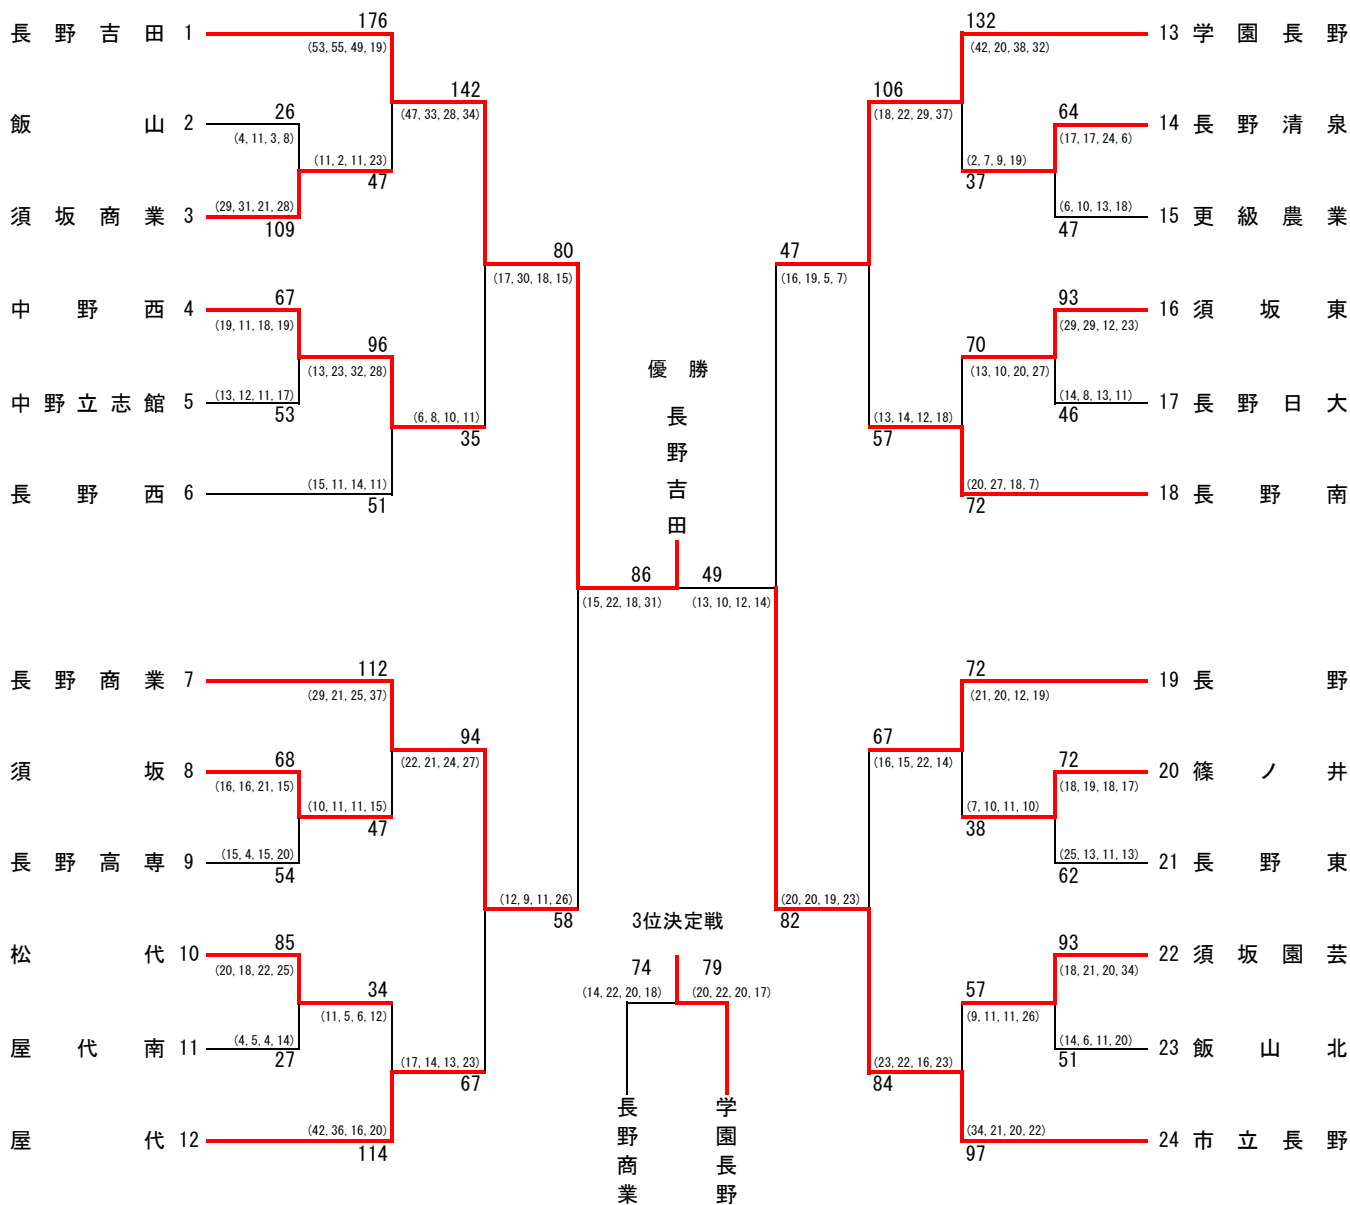 長野吉田 1
176
(53, 55, 49, 19)
142
(47, 33, 28, 34)
飯山 2
26
(4, 11, 3, 8)
(11, 2, 11, 23)
47
須坂商業 3
(29, 31, 21, 28)
109
80
(17, 30, 18, 15)
中野西 4
67
(19, 11, 18, 19)
96
(13, 23, 32, 28)
中野立志館 5
(13, 12, 11, 17)
53
(6, 8, 10, 11)
35
長野西 6
(15, 11, 14, 11)
51
長野商業 7
112
(29, 21, 25, 37)
94
(22, 21, 24, 27)
須坂 8
68
(16, 16, 21, 15)
(10, 11, 11, 15)
47
長野高専 9
(15, 4, 15, 20)
54
(12, 9, 11, 26)
58
松代 10
85
(20, 18, 22, 25)
34
(11, 5, 6, 12)
屋代南 11
(4, 5, 4, 14)
27
(17, 14, 13, 23)
67
屋代 12
(42, 36, 16, 20)
114
優勝
長野吉田
86
(15, 22, 18, 31)
49
(13, 10, 12, 14)
3位決定戦
74
(14, 22, 20, 18)
79
(20, 22, 20, 17)
長野商業
学園長野
132
13 学園長野
(42, 20, 38, 32)
106
(18, 22, 29, 37)
64
14 長野清泉
(17, 17, 24, 6)
(2, 7, 9, 19)
37
(6, 10, 13, 18)
15 更級農業
47
47
(16, 19, 5, 7)
93
16 須坂東
(29, 29, 12, 23)
70
(13, 10, 20, 27)
(14, 8, 13, 11)
17 長野日大
46
(13, 14, 12, 18)
57
(20, 27, 18, 7)
18 長野南
72
72
19 長野
(21, 20, 12, 19)
67
(16, 15, 22, 14)
72
20 篠ノ井
(18, 19, 18, 17)
(7, 10, 11, 10)
38
(25, 13, 11, 13)
21 長野東
62
(20, 20, 19, 23)
82
93
22 須坂園芸
(18, 21, 20, 34)
57
(9, 11, 11, 26)
(14, 6, 11, 20)
23 飯山北
51
(23, 22, 16, 23)
84
(34, 21, 20, 22)
24 市立長野
97